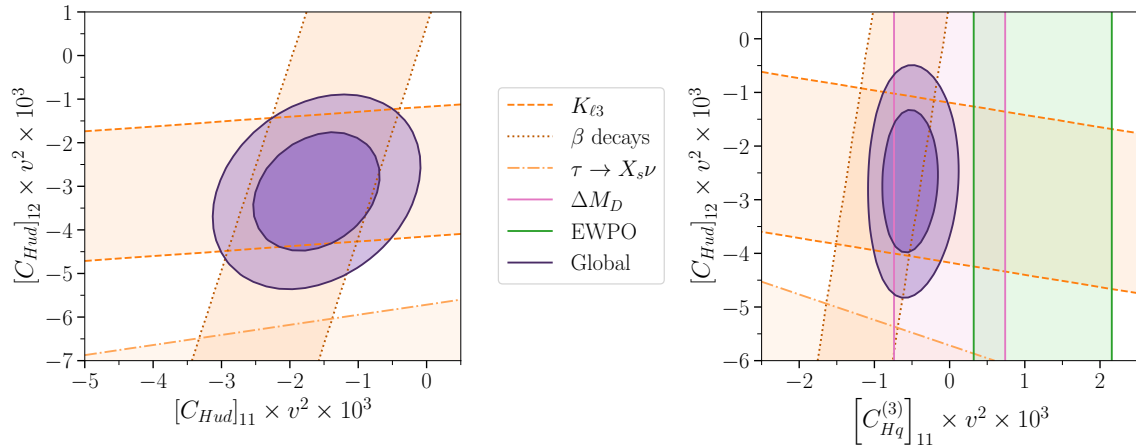 1
0
−1
−2
−3
−4
−5
−6
−7
−5
−4
−3
−2
−1
0
[C_{Hud}]_{12} × v^2 × 10^3
[C_{Hud}]_{11} × v^2 × 10^3
K_{ℓ3}
β decays
τ → X_s ν
ΔM_D
EWPO
Global
0
−1
−2
−3
−4
−5
−6
−2
−1
0
1
2
[C_{Hud}]_{12} × v^2 × 10^3
[C_{Hq}^{(3)}]_{11} × v^2 × 10^3